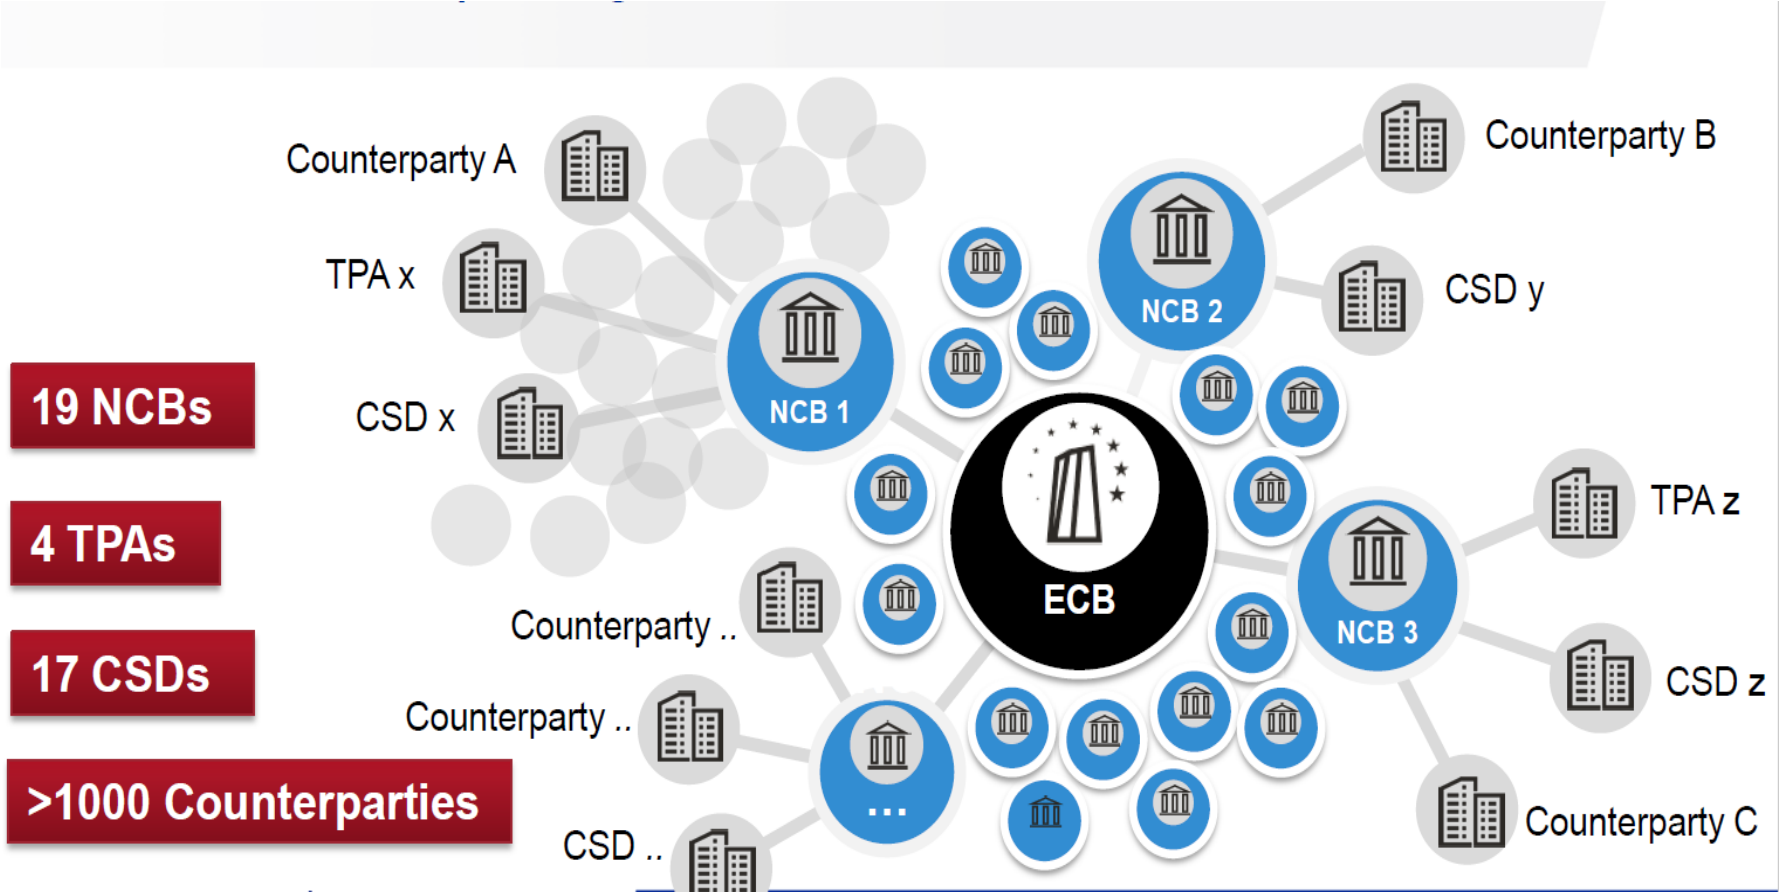 Counterparty A
TPA x
CSD x
NCB 1
NCB 2
Counterparty B
CSD y
19 NCBs
4 TPAs
17 CSDs
>1000 Counterparties
ECB
NCB 3
TPA z
CSD z
Counterparty C
Counterparty ..
Counterparty ..
CSD ..
...